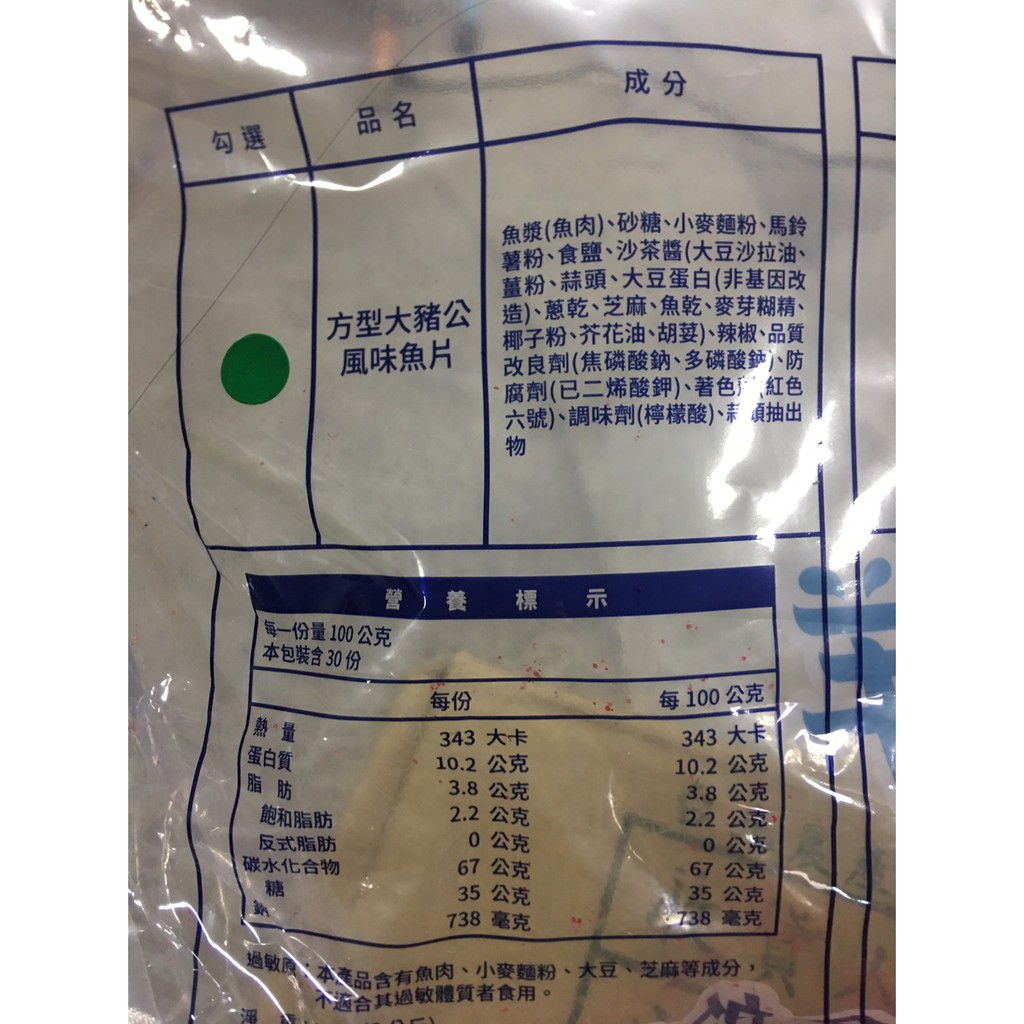 勾選 品名 成分
方型大豬公
風味魚片
魚漿(魚肉)、砂糖、小麥麵粉、馬鈴
薯粉、食鹽、沙茶醬(大豆沙拉油、
薑粉、蒜頭、大豆蛋白(非基因改
造)、蔥乾、芝麻、魚乾、麥芽糊精、
椰子粉、芥花油、胡荽)、辣椒、品質
改良劑(焦磷酸鈉、多磷酸鈉)、防
腐劑(已二烯酸鉀)、著色劑(紅色
六號)、調味劑(檸檬酸)、蒜頭抽出
物
營養標示
每一份量 100 公克
本包裝含 30 份
每份 每 100 公克
熱量 343 大卡 343 大卡
蛋白質 10.2 公克 10.2 公克
脂肪 3.8 公克 3.8 公克
飽和脂肪 2.2 公克 2.2 公克
反式脂肪 0 公克 0 公克
碳水化合物 67 公克 67 公克
糖 35 公克 35 公克
鈉 738 毫克 738 毫克
過敏原：本產品含有魚肉、小麥麵粉、大豆、芝麻等成分，
不適合其過敏體質者食用。